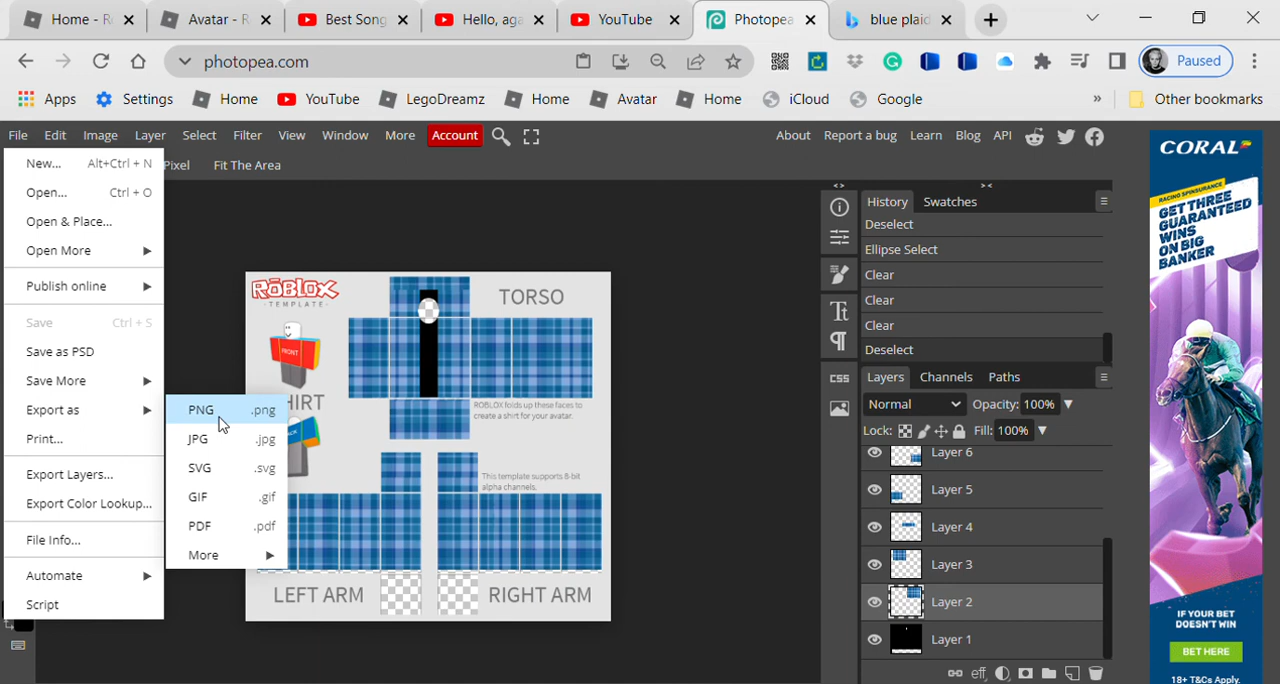 Home - R
Avatar - R
Best Song
Hello, aga
YouTube
Photopea
blue plaid
photopea.com
Paused
Apps
Settings
Home
YouTube
LegoDreamz
Home
Avatar
Home
iCloud
Google
»
Other bookmarks
File Edit Image Layer Select Filter View Window More Account
About Report a bug Learn Blog API
Pixel Fit The Area
New... Alt+Ctrl + N
Open... Ctrl + O
Open & Place...
Open More
Publish online
Save Ctrl + S
Save as PSD
Save More
Export as
Print...
Export Layers...
Export Color Lookup...
File Info...
Automate
Script
PNG .png
JPG .jpg
SVG .svg
GIF .gif
PDF .pdf
More
ROBLOX
-TEMPLATE-
TORSO
FRONT
HIRT
BACK
ROBLOX folds up these faces to
create a shirt for your avatar.
This template supports 8-bit
alpha channels.
LEFT ARM
RIGHT ARM
History Swatches
Deselect
Ellipse Select
Clear
Clear
Clear
Deselect
CSS
Layers Channels Paths
Normal Opacity: 100%
Lock: Fill: 100%
Layer 6
Layer 5
Layer 4
Layer 3
Layer 2
Layer 1
eff
CORAL
RACING SPINSURANCE
GET THREE
GUARANTEED
WINS
ON BIG
BANKER
IF YOUR BET
DOESN'T WIN
BET HERE
18+ T&Cs Apply.